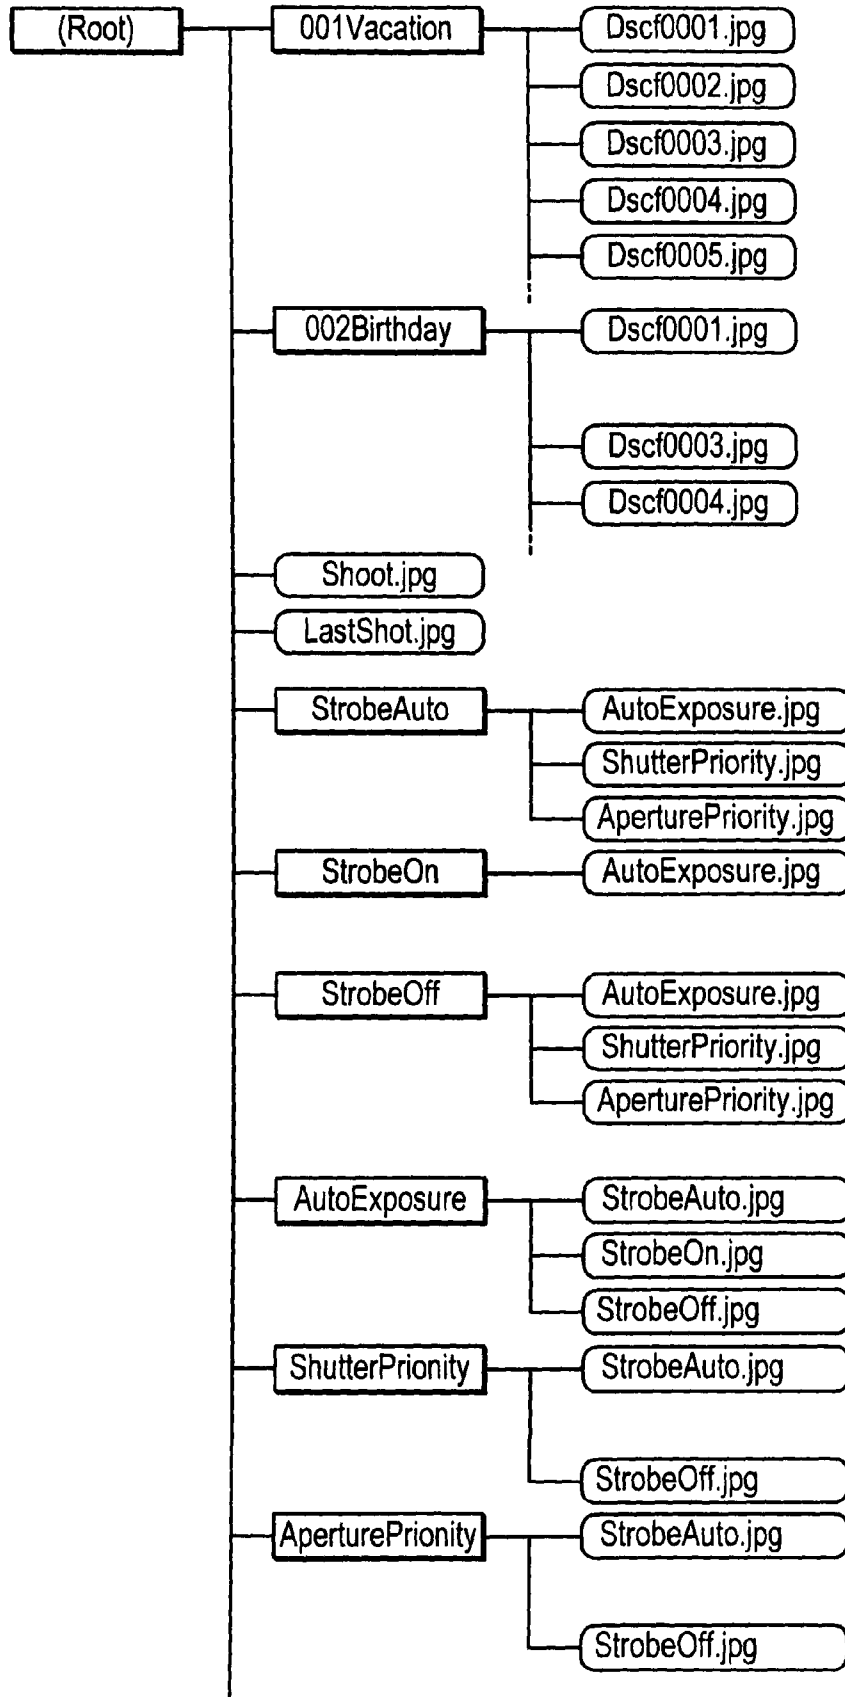 (Root)
001Vacation
Dscf0001.jpg
Dscf0002.jpg
Dscf0003.jpg
Dscf0004.jpg
Dscf0005.jpg
002Birthday
Dscf0001.jpg
Dscf0003.jpg
Dscf0004.jpg
Shoot.jpg
LastShot.jpg
StrobeAuto
AutoExposure.jpg
ShutterPriority.jpg
AperturePriority.jpg
StrobeOn
AutoExposure.jpg
StrobeOff
AutoExposure.jpg
ShutterPriority.jpg
AperturePriority.jpg
AutoExposure
StrobeAuto.jpg
StrobeOn.jpg
StrobeOff.jpg
ShutterPrionity
StrobeAuto.jpg
StrobeOff.jpg
AperturePrionity
StrobeAuto.jpg
StrobeOff.jpg